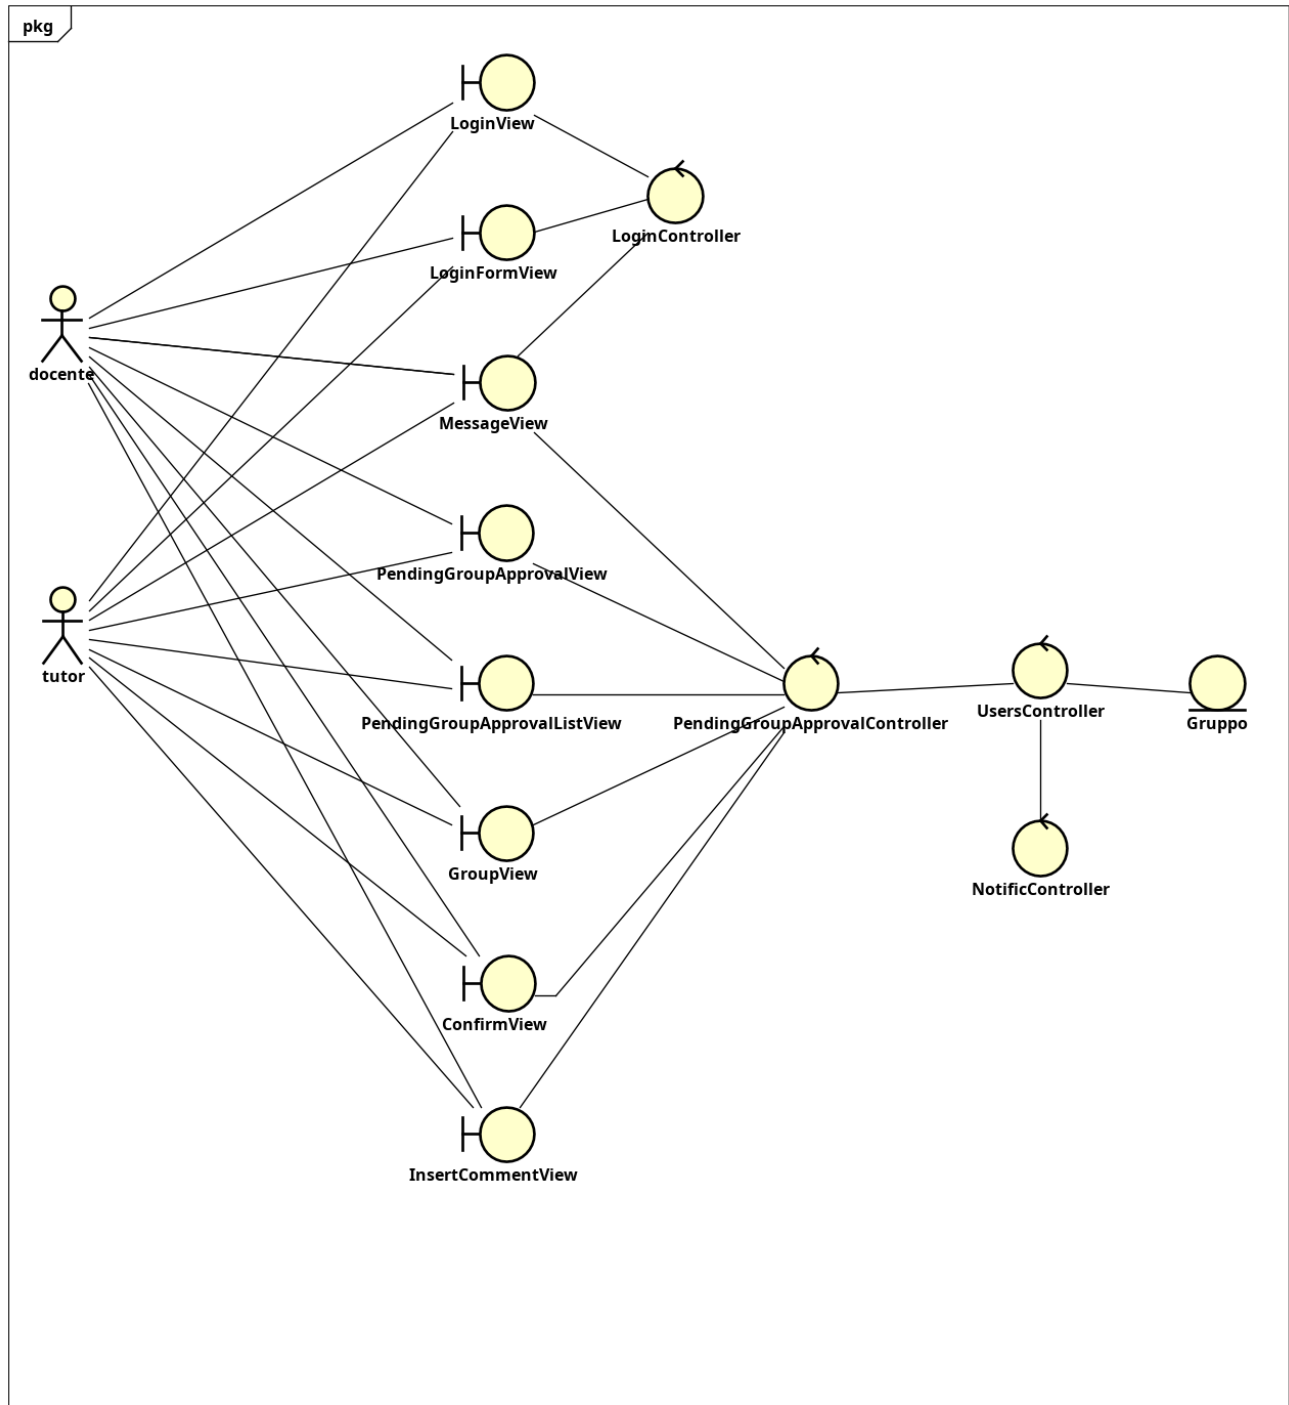 pkg
LoginView
LoginController
LoginFormView
docente
MessageView
PendingGroupApprovalView
tutor
PendingGroupApprovalListView
PendingGroupApprovalController
UsersController
Gruppo
GroupView
NotificController
ConfirmView
InsertCommentView